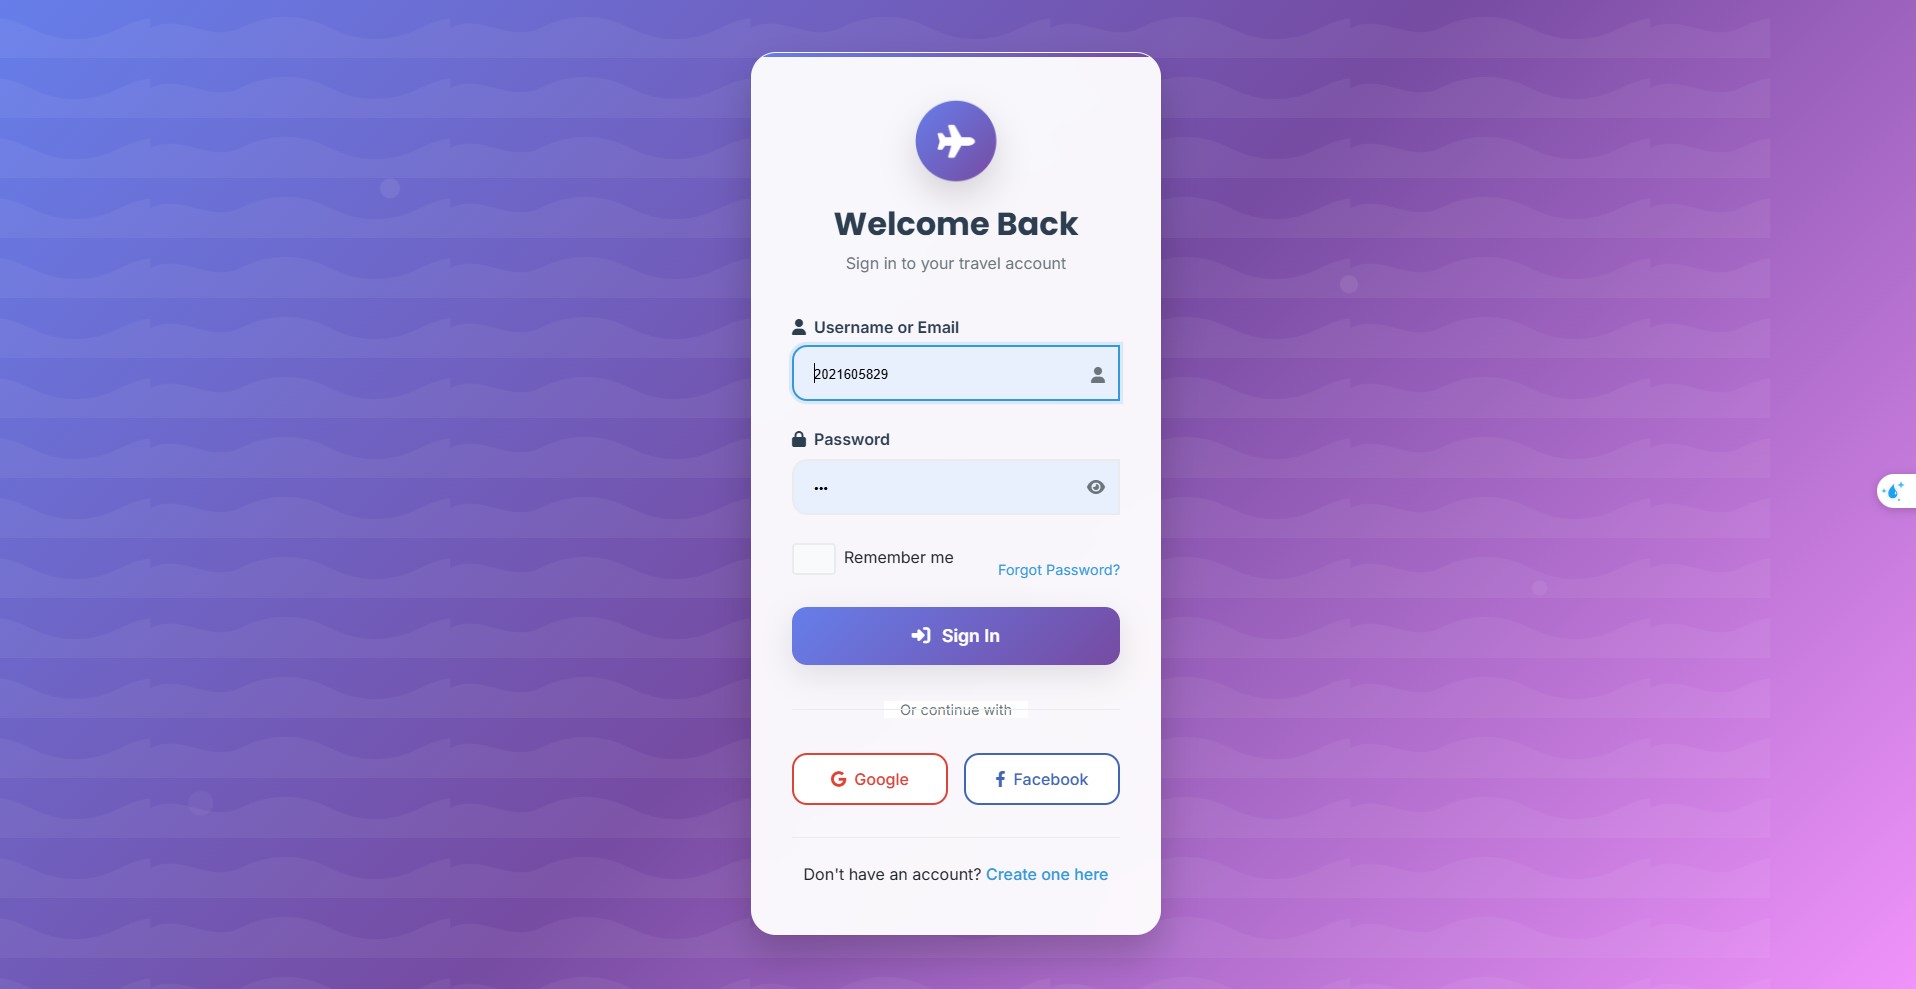 Welcome Back
Sign in to your travel account
Username or Email
2021605829
Password
Remember me
Forgot Password?
Sign In
Or continue with
Google
Facebook
Don't have an account? Create one here